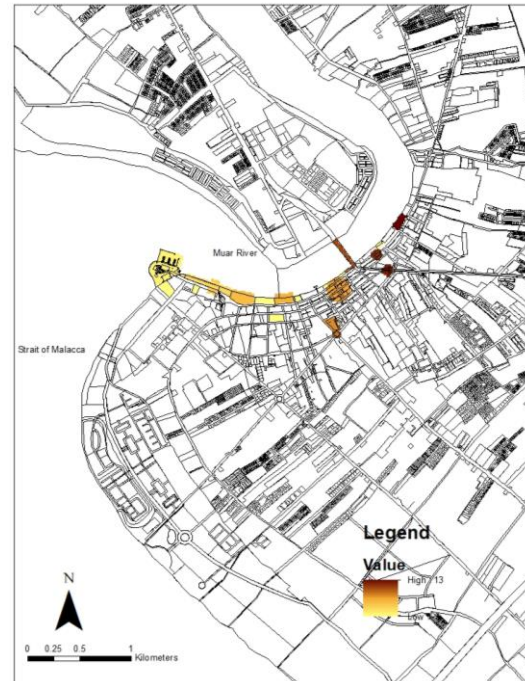 Muar River
Strait of Malacca
Legend
Value
High : 13
Low
N
0 0.25 0.5 1
Kilometers